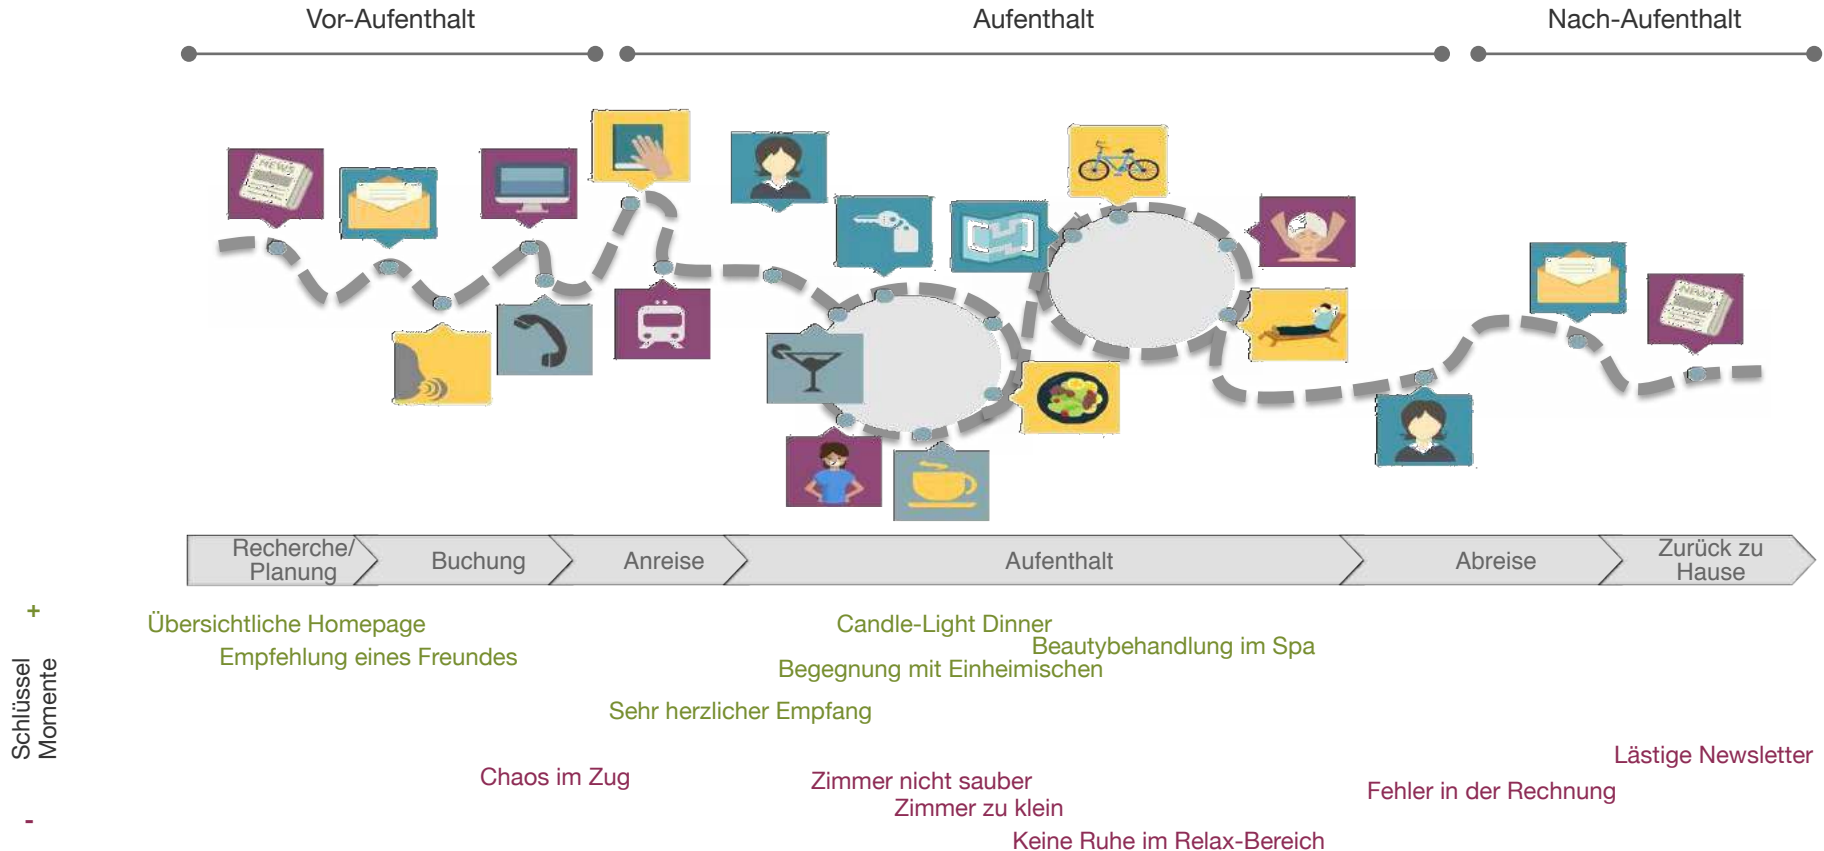 Vor-Aufenthalt
Aufenthalt
Nach-Aufenthalt
NEWS
NEWS
Recherche/
Planung
Buchung
Anreise
Aufenthalt
Abreise
Zurück zu
Hause
+
Schlüssel
Momente
-
Übersichtliche Homepage
Empfehlung eines Freundes
Candle-Light Dinner
Beautybehandlung im Spa
Begegnung mit Einheimischen
Sehr herzlicher Empfang
Lästige Newsletter
Chaos im Zug
Zimmer nicht sauber
Zimmer zu klein
Fehler in der Rechnung
Keine Ruhe im Relax-Bereich